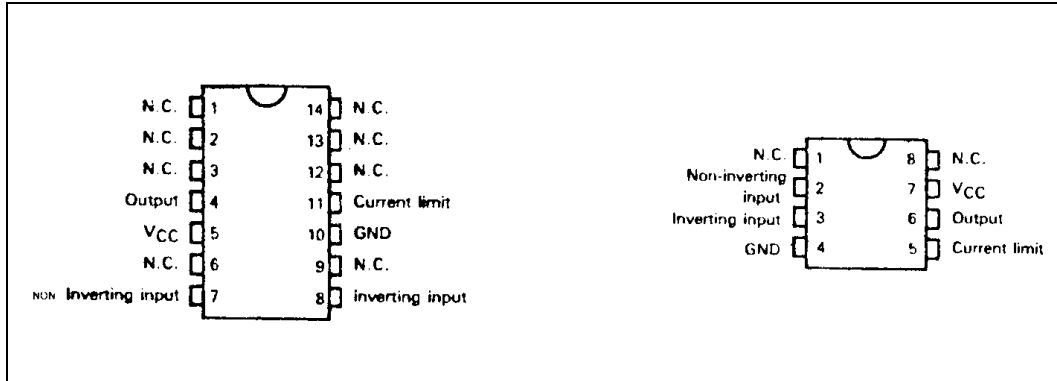 N.C. 1 14 N.C.
N.C. 2 13 N.C.
N.C. 3 12 N.C.
Output 4 11 Current limit
VCC 5 10 GND
N.C. 6 9 N.C.
NON Inverting input 7 8 Inverting input
N.C. 1 8 N.C.
Non-inverting
input 2 7 VCC
Inverting input 3 6 Output
GND 4 5 Current limit